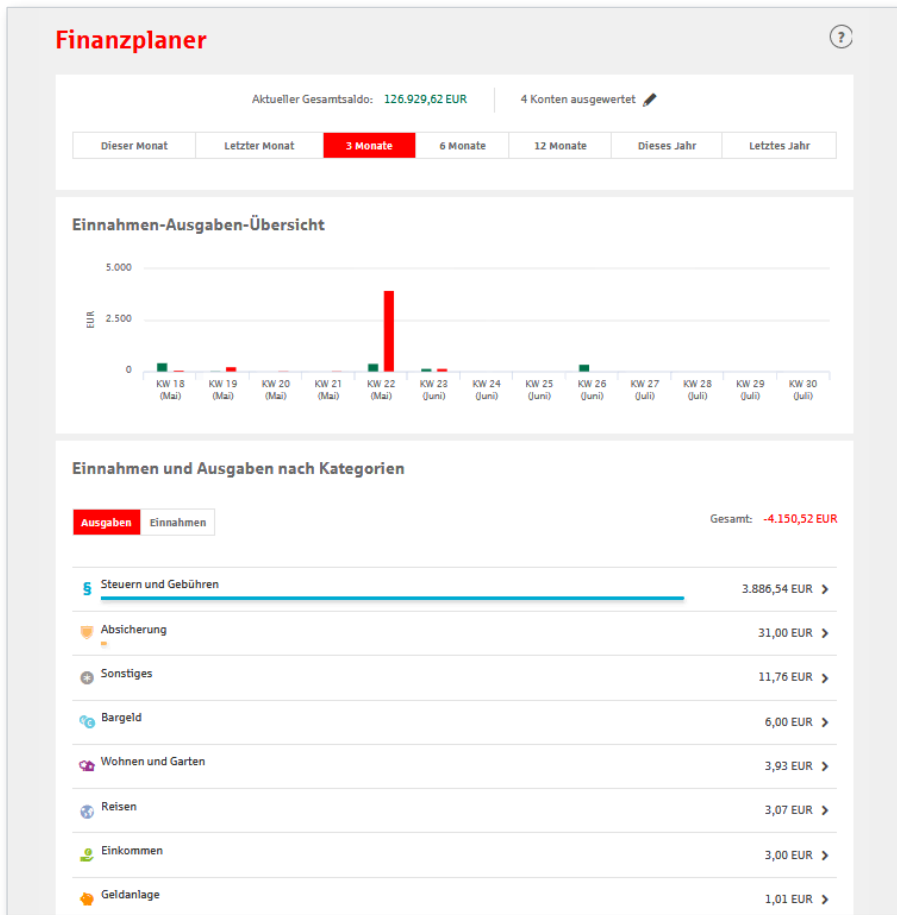 Finanzplaner
?
Aktueller Gesamtsaldo: 126.929,62 EUR 4 Konten ausgewertet
Dieser Monat Letzter Monat 3 Monate 6 Monate 12 Monate Dieses Jahr Letztes Jahr
Einnahmen-Ausgaben-Übersicht
5.000
EUR
2.500
0
KW 18 KW 19 KW 20 KW 21 KW 22 KW 23 KW 24 KW 25 KW 26 KW 27 KW 28 KW 29 KW 30
(Mai) (Mai) (Mai) (Mai) (Mai) (Juni) (Juni) (Juni) (Juni) (Juli) (Juli) (Juli) (Juli)
Einnahmen und Ausgaben nach Kategorien
Ausgaben Einnahmen Gesamt: -4.150,52 EUR
§ Steuern und Gebühren 3.886,54 EUR
Absicherung 31,00 EUR
Sonstiges 11,76 EUR
Bargeld 6,00 EUR
Wohnen und Garten 3,93 EUR
Reisen 3,07 EUR
Einkommen 3,00 EUR
Geldanlage 1,01 EUR